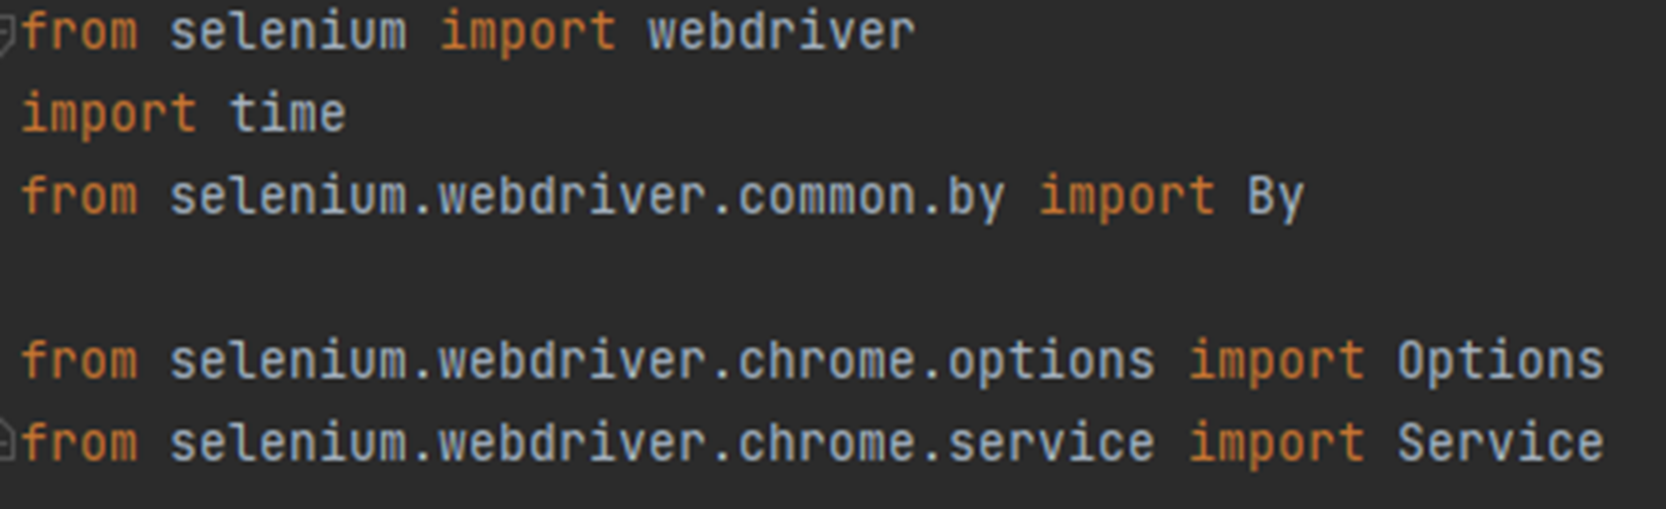 from selenium import webdriver
import time
from selenium.webdriver.common.by import By
from selenium.webdriver.chrome.options import Options
from selenium.webdriver.chrome.service import Service